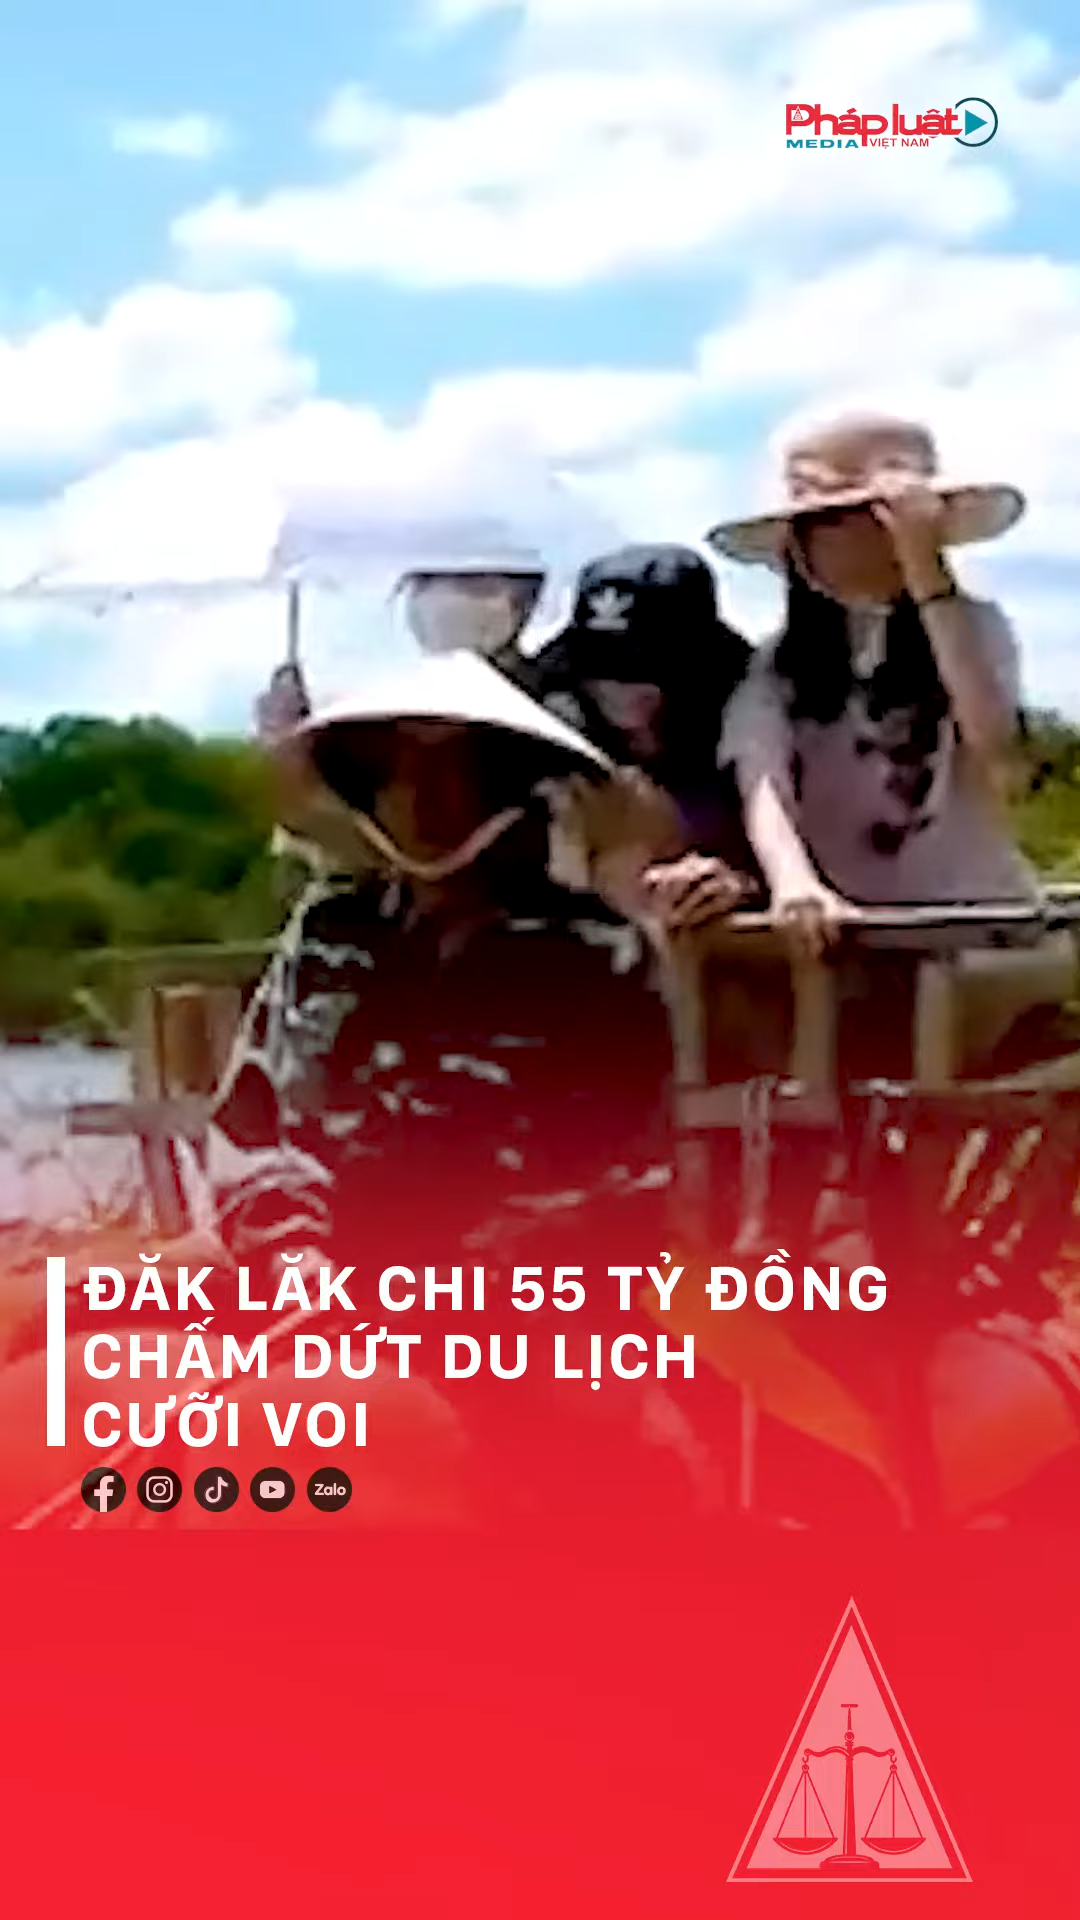 Pháp luật
MEDIA VIỆT NAM
ĐĂK LĂK CHI 55 TỶ ĐỒNG
CHẤM DỨT DU LỊCH
CƯỠI VOI
Zalo